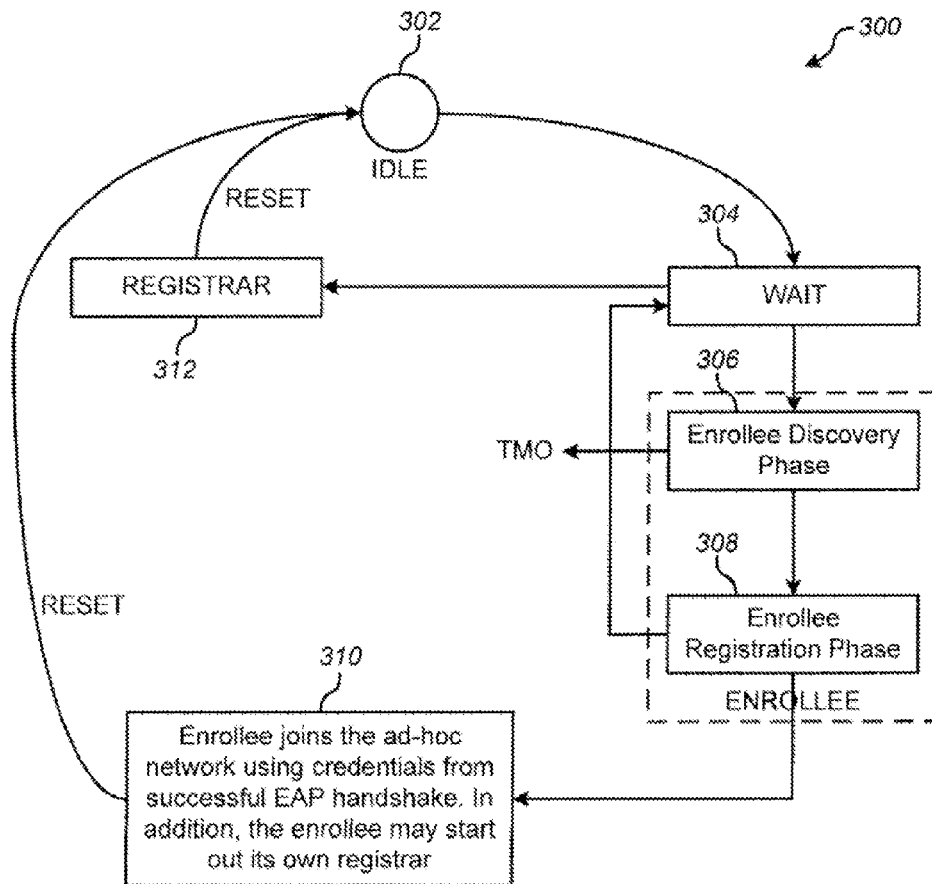 302
300
IDLE
RESET
304
REGISTRAR
WAIT
312
306
Enrollee Discovery
Phase
TMO
308
Enrollee
Registration Phase
RESET
ENROLLEE
310
Enrollee joins the ad-hoc
network using credentials from
successful EAP handshake. In
addition, the enrollee may start
out its own registrar